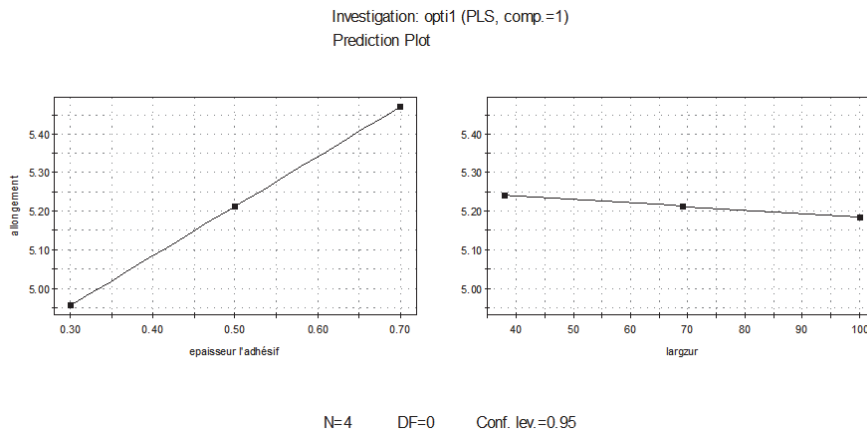 Investigation: opti1 (PLS, comp.=1)
Prediction Plot
allongement
5.40
5.30
5.20
5.10
5.00
0.30 0.40 0.50 0.60 0.70
epaisseur l'adhésif
5.40
5.30
5.20
5.10
5.00
40 50 60 70 80 90 100
largzur
N=4 DF=0 Conf. lev.=0.95